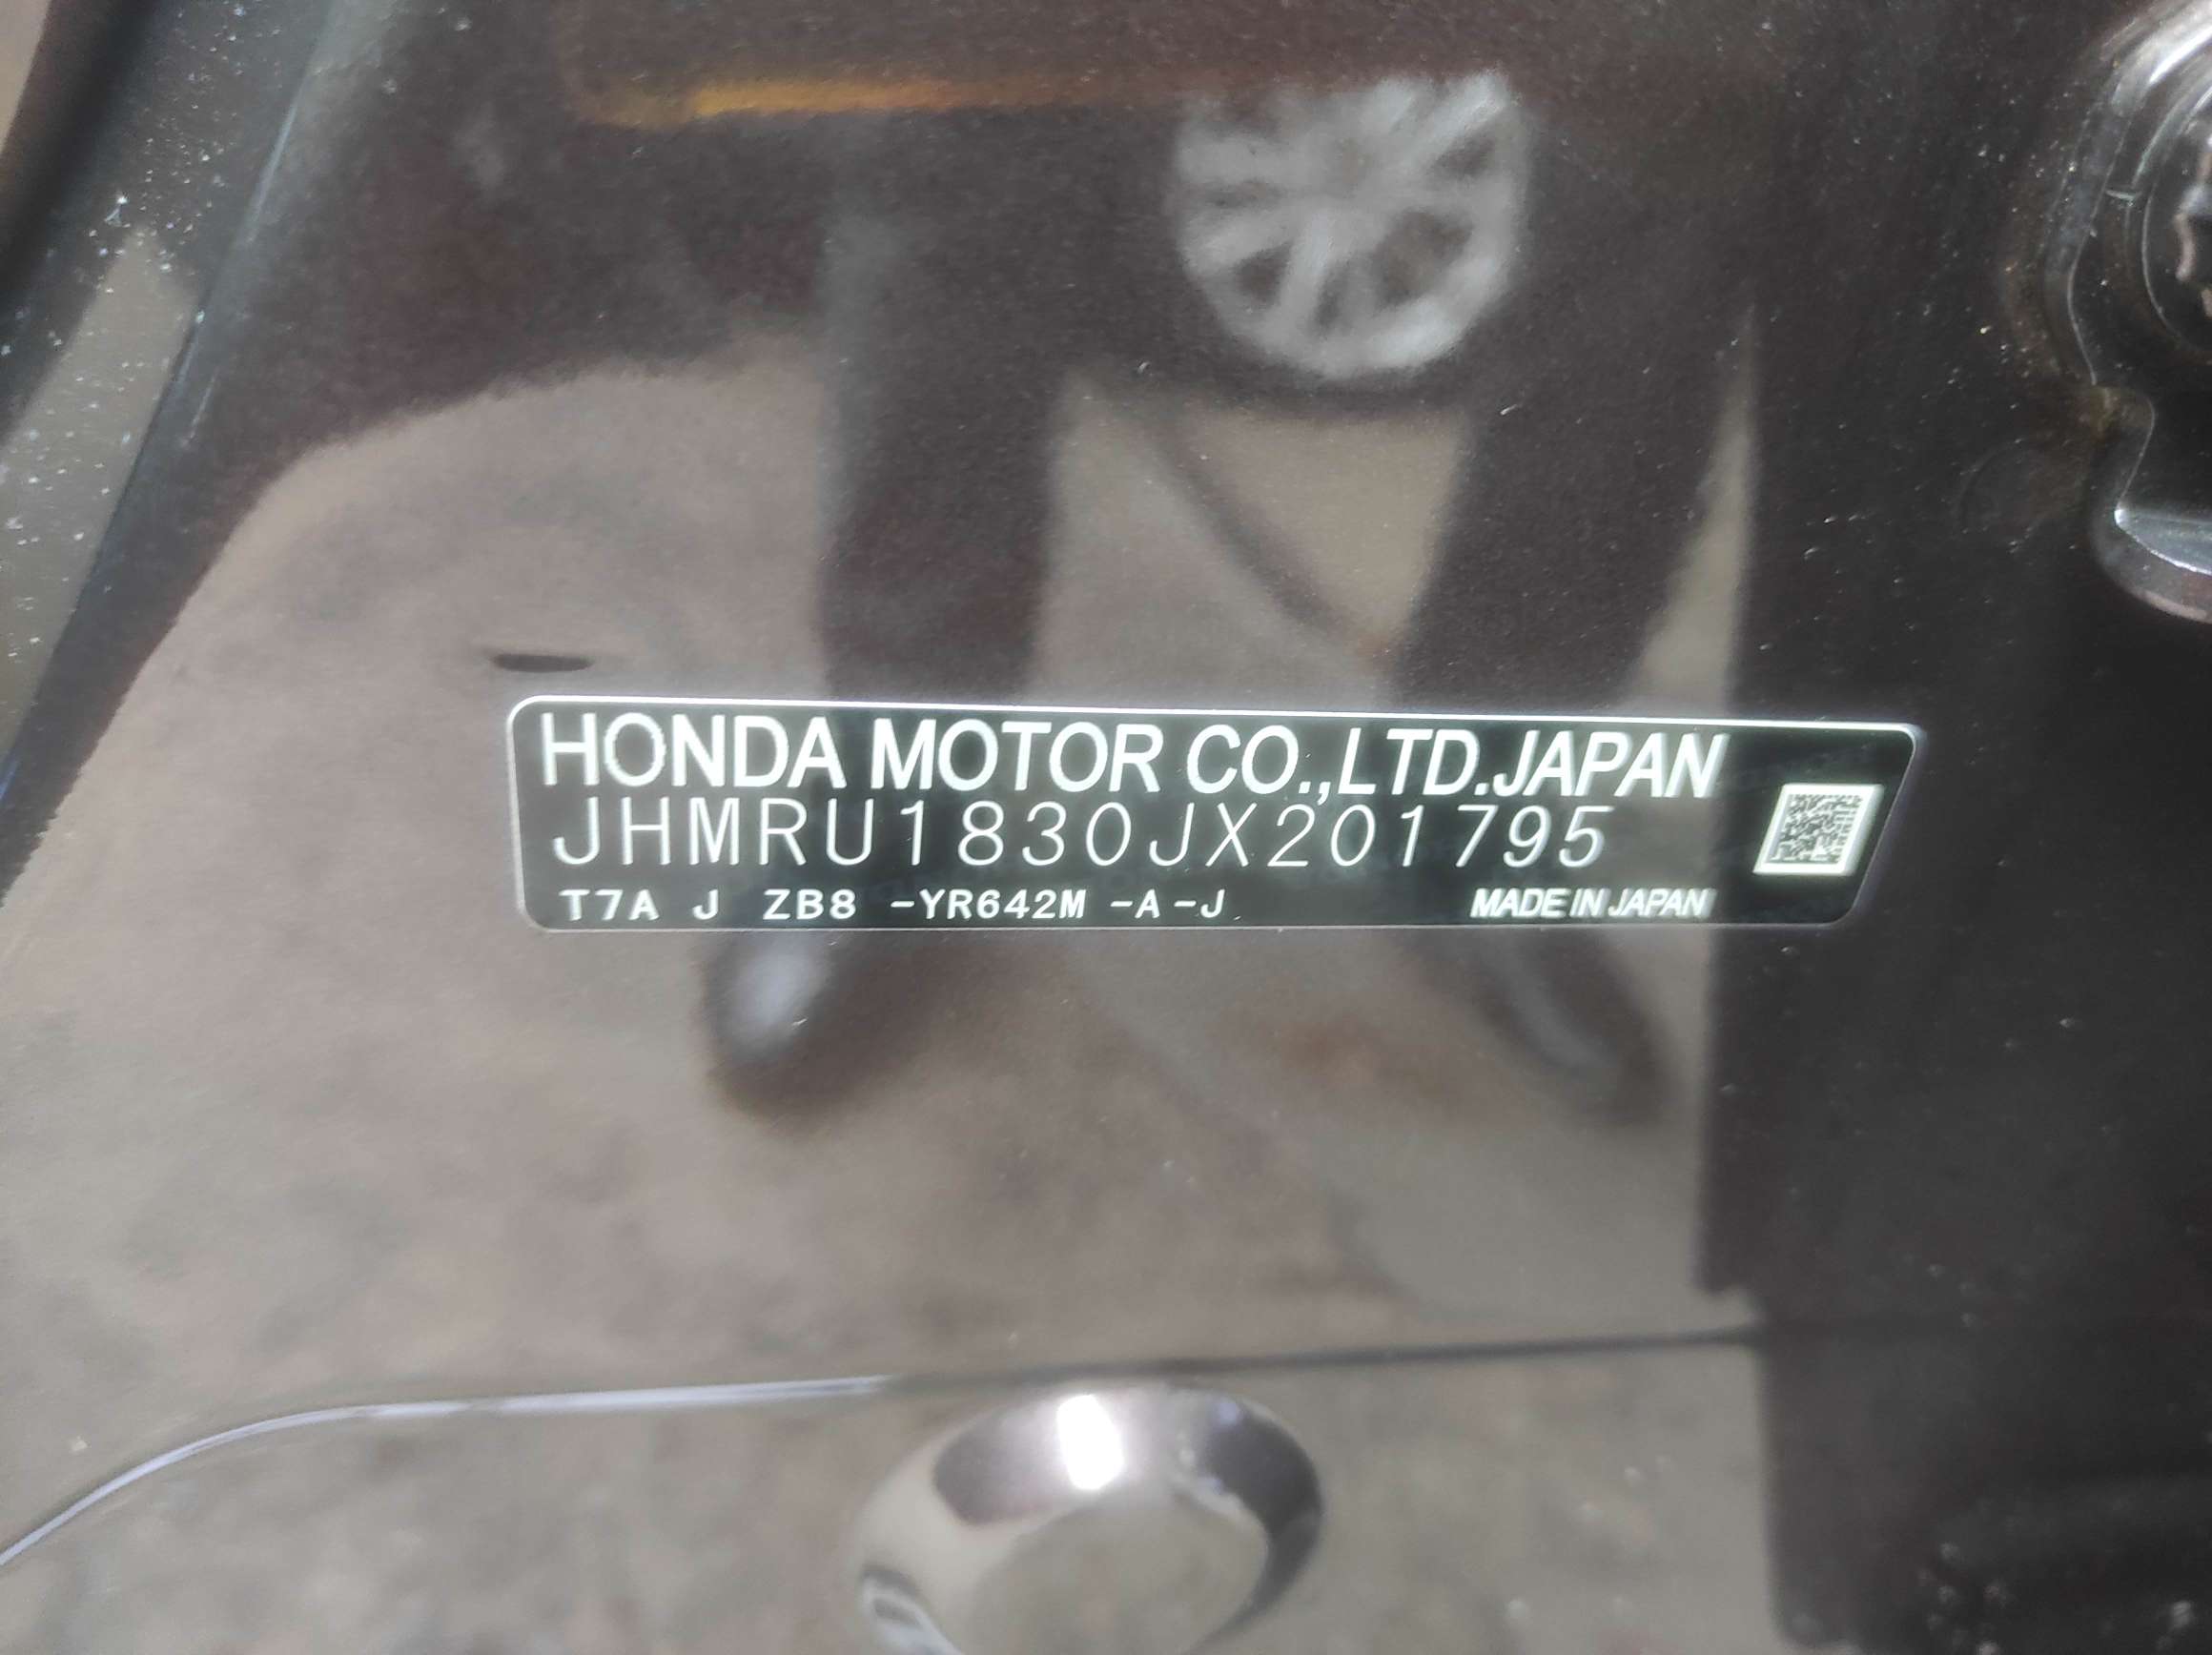 HONDA MOTOR CO.,LTD.JAPAN
JHMRU1830JX201795
T7A J ZB8 -YR642M -A-J MADE IN JAPAN